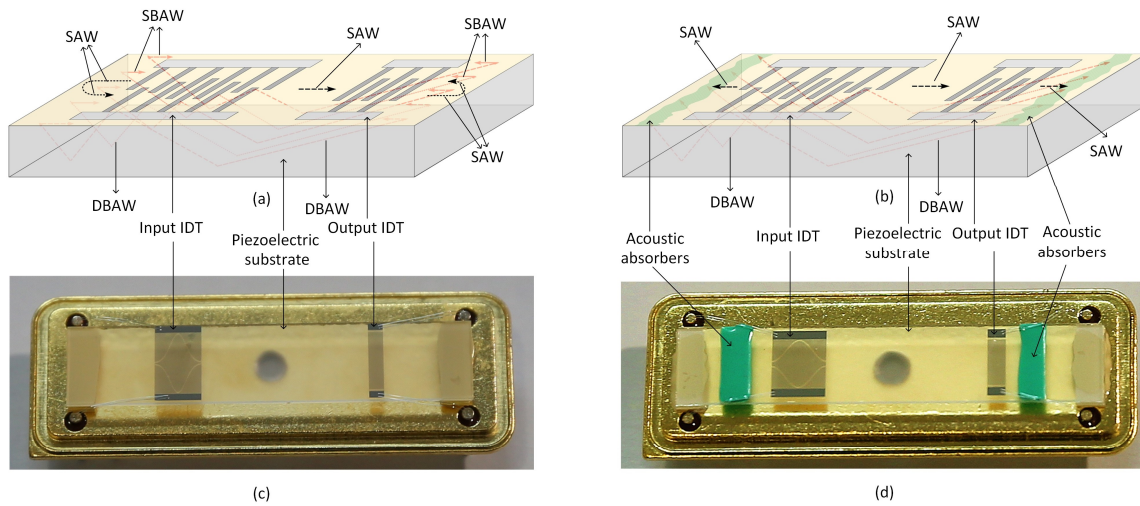 SBAW
SAW
SAW
SBAW
SAW
DBAW
(a)
DBAW
Input IDT
Piezoelectric
substrate
Output IDT
SAW
SAW
SAW
DBAW
(b)
DBAW
Acoustic
absorbers
Input IDT
Piezoelectric
substrate
Output IDT
Acoustic
absorbers
(c)
(d)